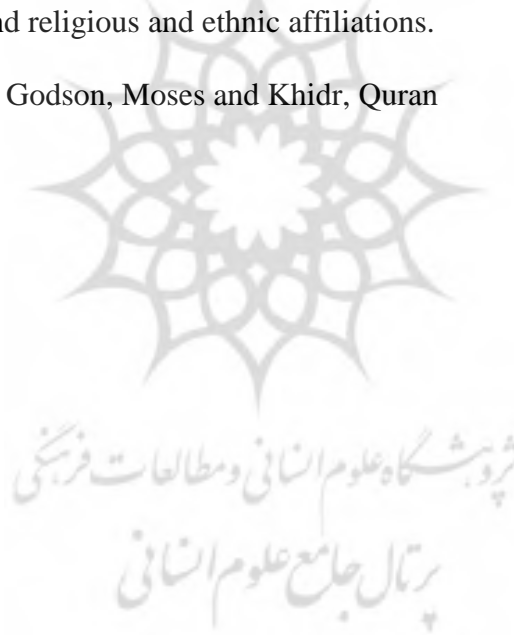 nd religious and ethnic affiliations.
Godson, Moses and Khidr, Quran
پژوهشگاه علوم انسانی و مطالعات فرهنگی
پرتال جامع علوم انسانی